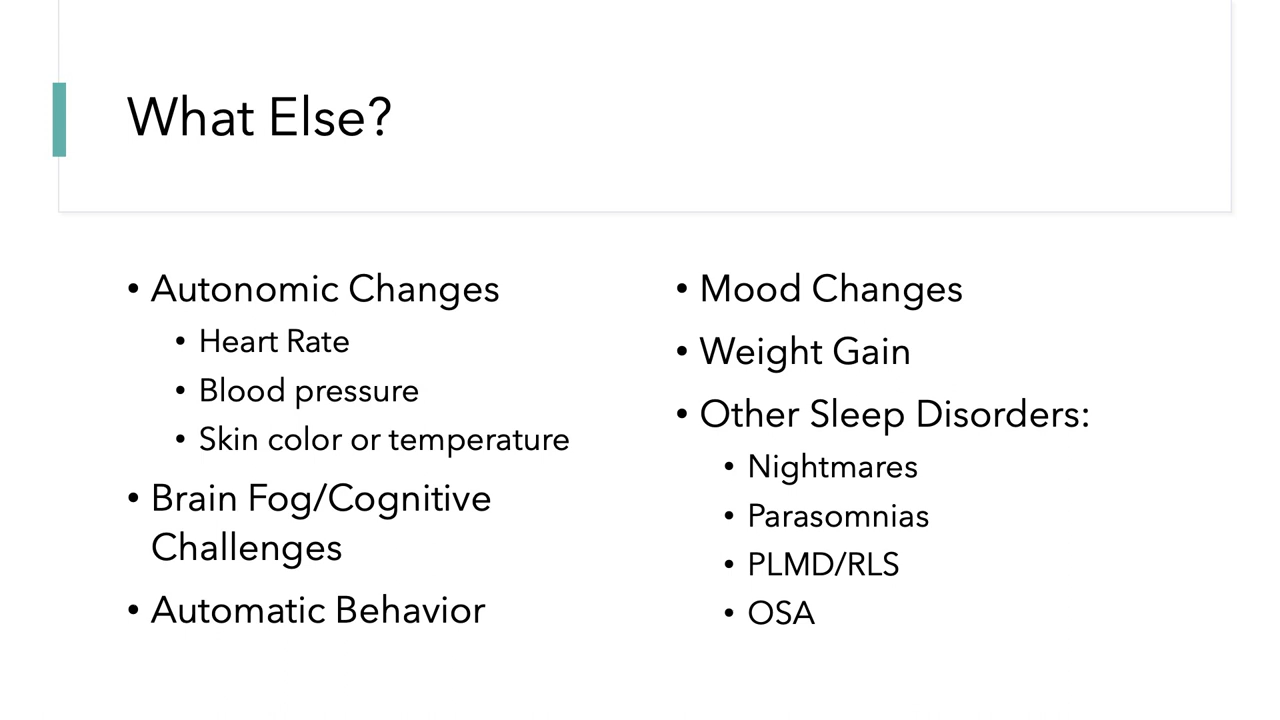 What Else?
• Autonomic Changes
• Heart Rate
• Blood pressure
• Skin color or temperature
• Brain Fog/Cognitive
Challenges
• Automatic Behavior
• Mood Changes
• Weight Gain
• Other Sleep Disorders:
• Nightmares
• Parasomnias
• PLMD/RLS
• OSA